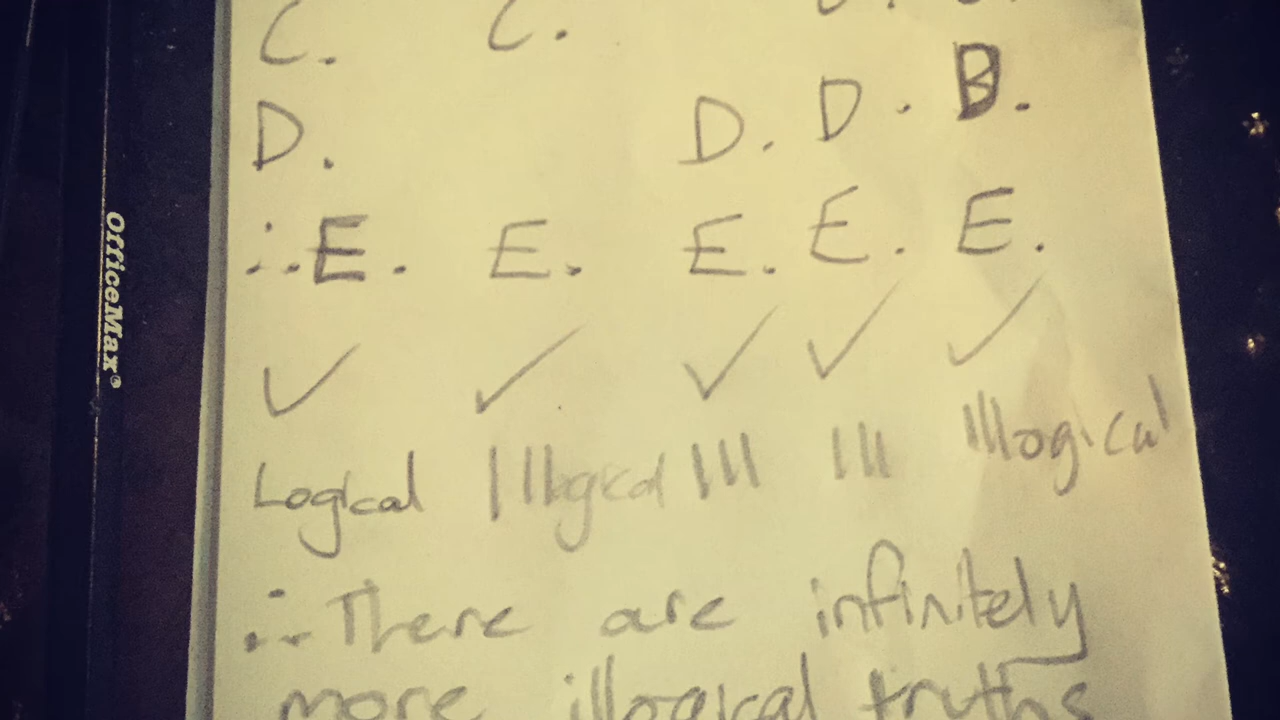 C. C.
D. D. D. B.
∴ E. E. E. E. E.
✓ ✓ ✓ ✓ ✓
Logical Illogical Ill Ill Illogical
∴ There are infinitely
more illogical truths
OfficeMax®